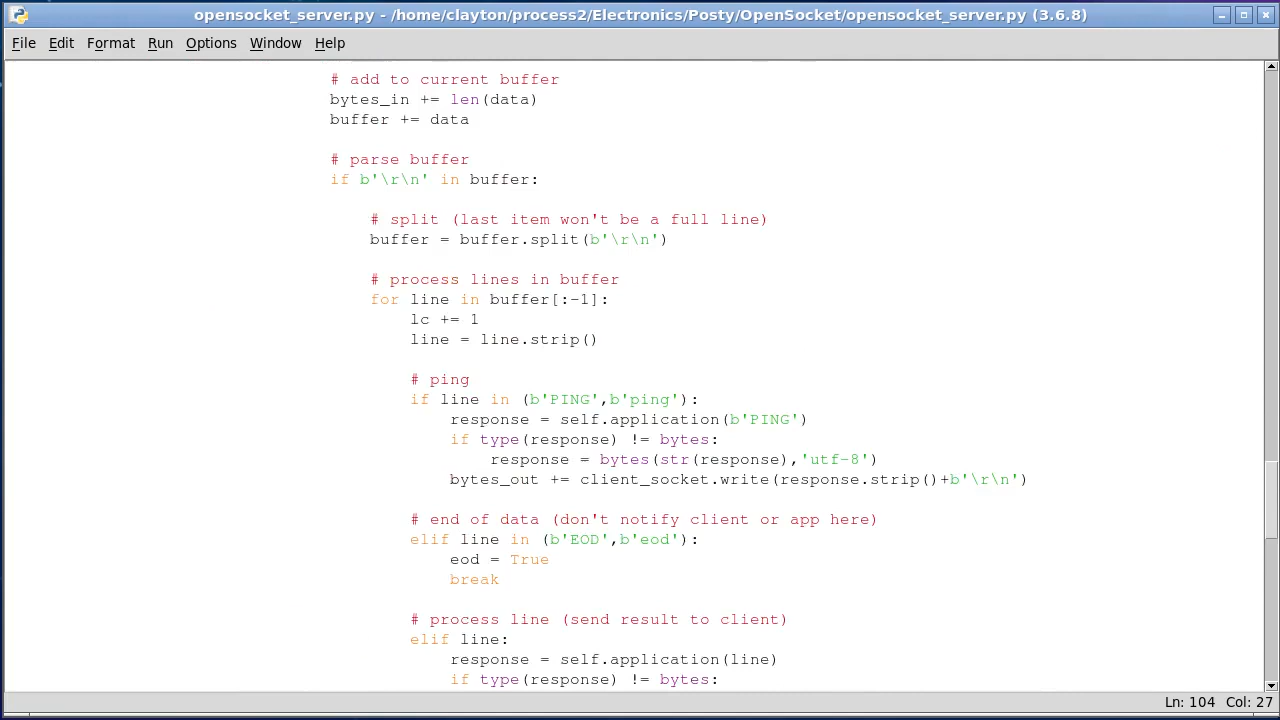 opensocket_server.py - /home/clayton/process2/Electronics/Posty/OpenSocket/opensocket_server.py (3.6.8)
File Edit Format Run Options Window Help
# add to current buffer
bytes_in += len(data)
buffer += data
# parse buffer
if b'\r\n' in buffer:
# split (last item won't be a full line)
buffer = buffer.split(b'\r\n')
# process lines in buffer
for line in buffer[:-1]:
lc += 1
line = line.strip()
# ping
if line in (b'PING',b'ping'):
response = self.application(b'PING')
if type(response) != bytes:
response = bytes(str(response),'utf-8')
bytes_out += client_socket.write(response.strip()+b'\r\n')
# end of data (don't notify client or app here)
elif line in (b'EOD',b'eod'):
eod = True
break
# process line (send result to client)
elif line:
response = self.application(line)
if type(response) != bytes:
Ln: 104 Col: 27